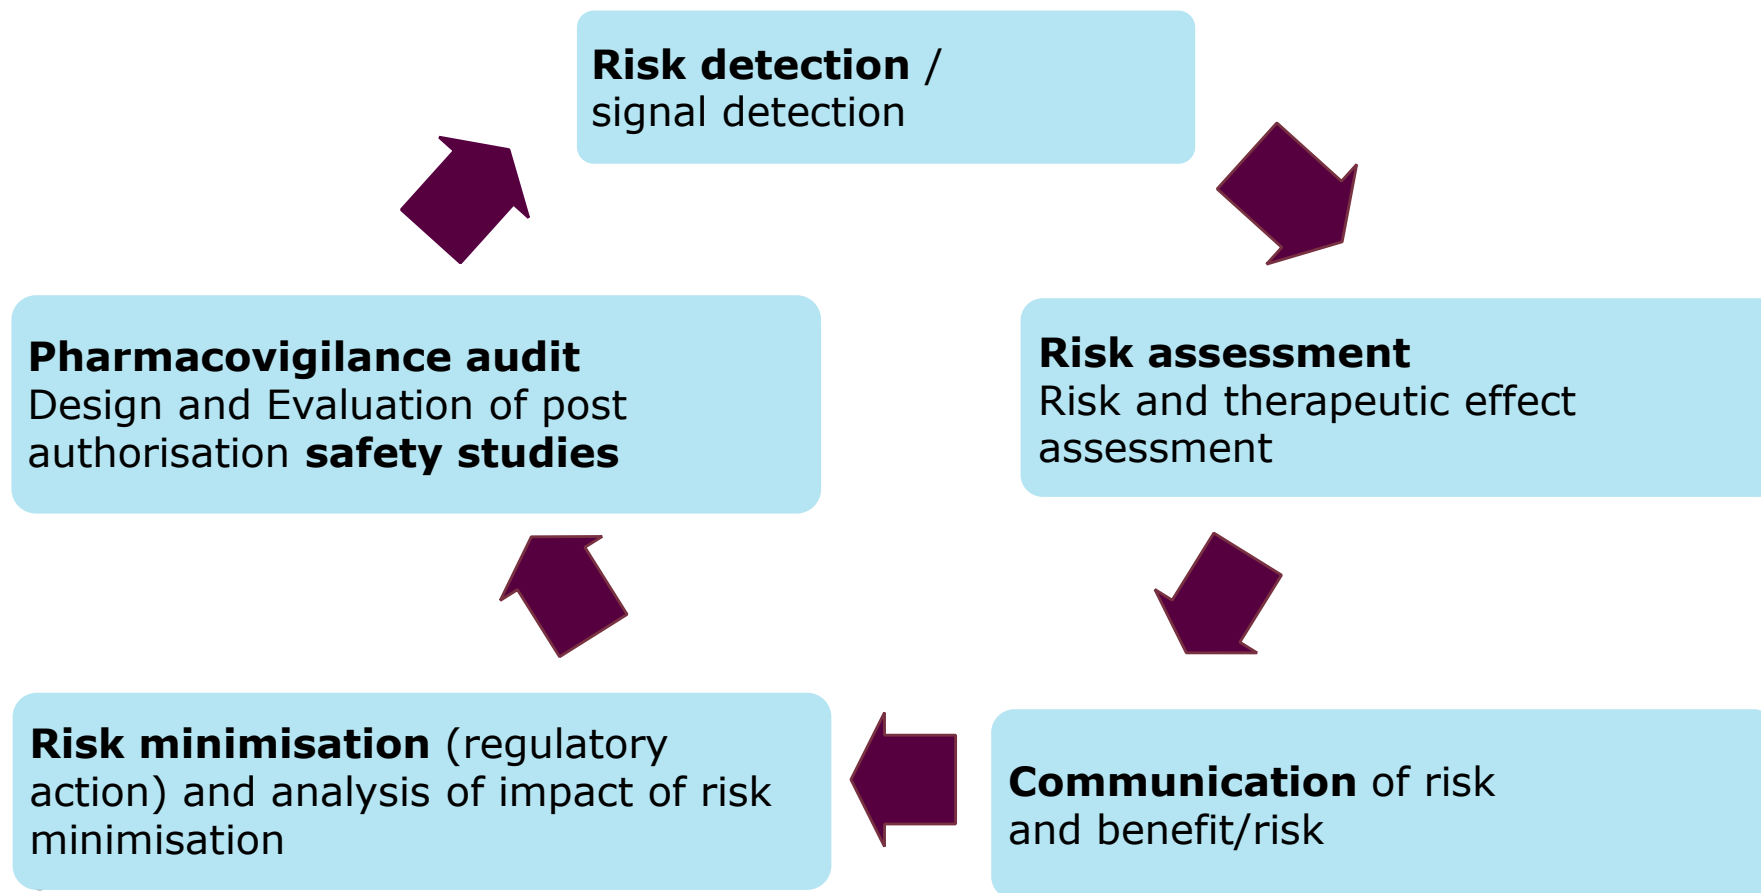 Risk detection /
signal detection
Risk assessment
Risk and therapeutic effect
assessment
Communication of risk
and benefit/risk
Risk minimisation (regulatory
action) and analysis of impact of risk
minimisation
Pharmacovigilance audit
Design and Evaluation of post
authorisation safety studies